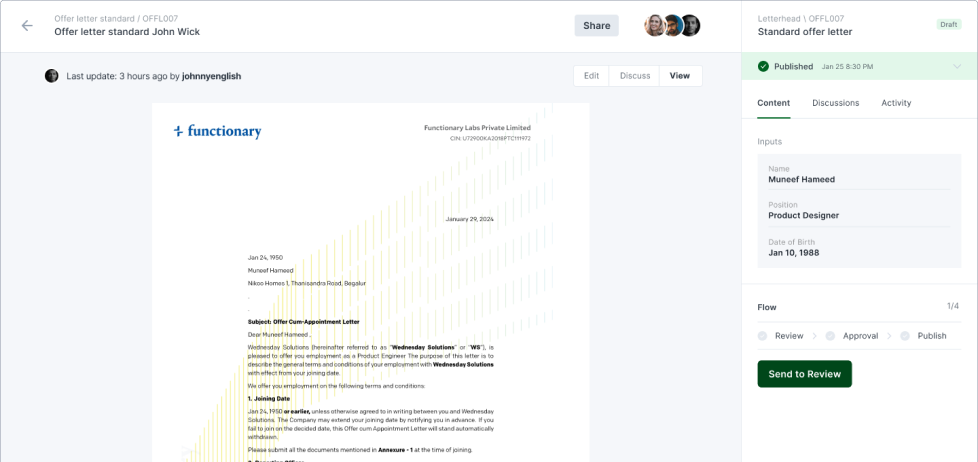 Offer letter standard / OFFL007
Offer letter standard John Wick
Share
Last update: 3 hours ago by johnnyenglish
Edit
Discuss
View
functionary
Functionary Labs Private Limited
CIN: U72900KA2018PTC111972
January 29, 2024
Jan 24, 1950
Muneef Hameed
Nikoo Homes 1, Thanisandra Road, Begalur
.
.
Subject: Offer Cum-Appointment Letter
Dear Muneef Hameed .
Wednesday Solutions (hereinafter referred to as "Wednesday Solutions" or "WS"), is
pleased to offer you employment as a Product Engineer The purpose of this letter is to
describe the general terms and conditions of your employment with Wednesday Solutions
with effect from your joining date.
We offer you employment on the following terms and conditions:
1. Joining Date
Jan 24, 1950 or earlier, unless otherwise agreed to in writing between you and Wednesday
Solutions. The Company may extend your joining date by notifying you in advance. If you
fail to join on the decided date, this Offer cum Appointment Letter will stand automatically
withdrawn.
Please submit all the documents mentioned in Annexure - 1 at the time of joining.
Letterhead \ OFFL007
Standard offer letter
Draft
Published Jan 25 8:30 PM
Content
Discussions
Activity
Inputs
Name
Muneef Hameed
Position
Product Designer
Date of Birth
Jan 10, 1988
Flow
1/4
Review
Approval
Publish
Send to Review